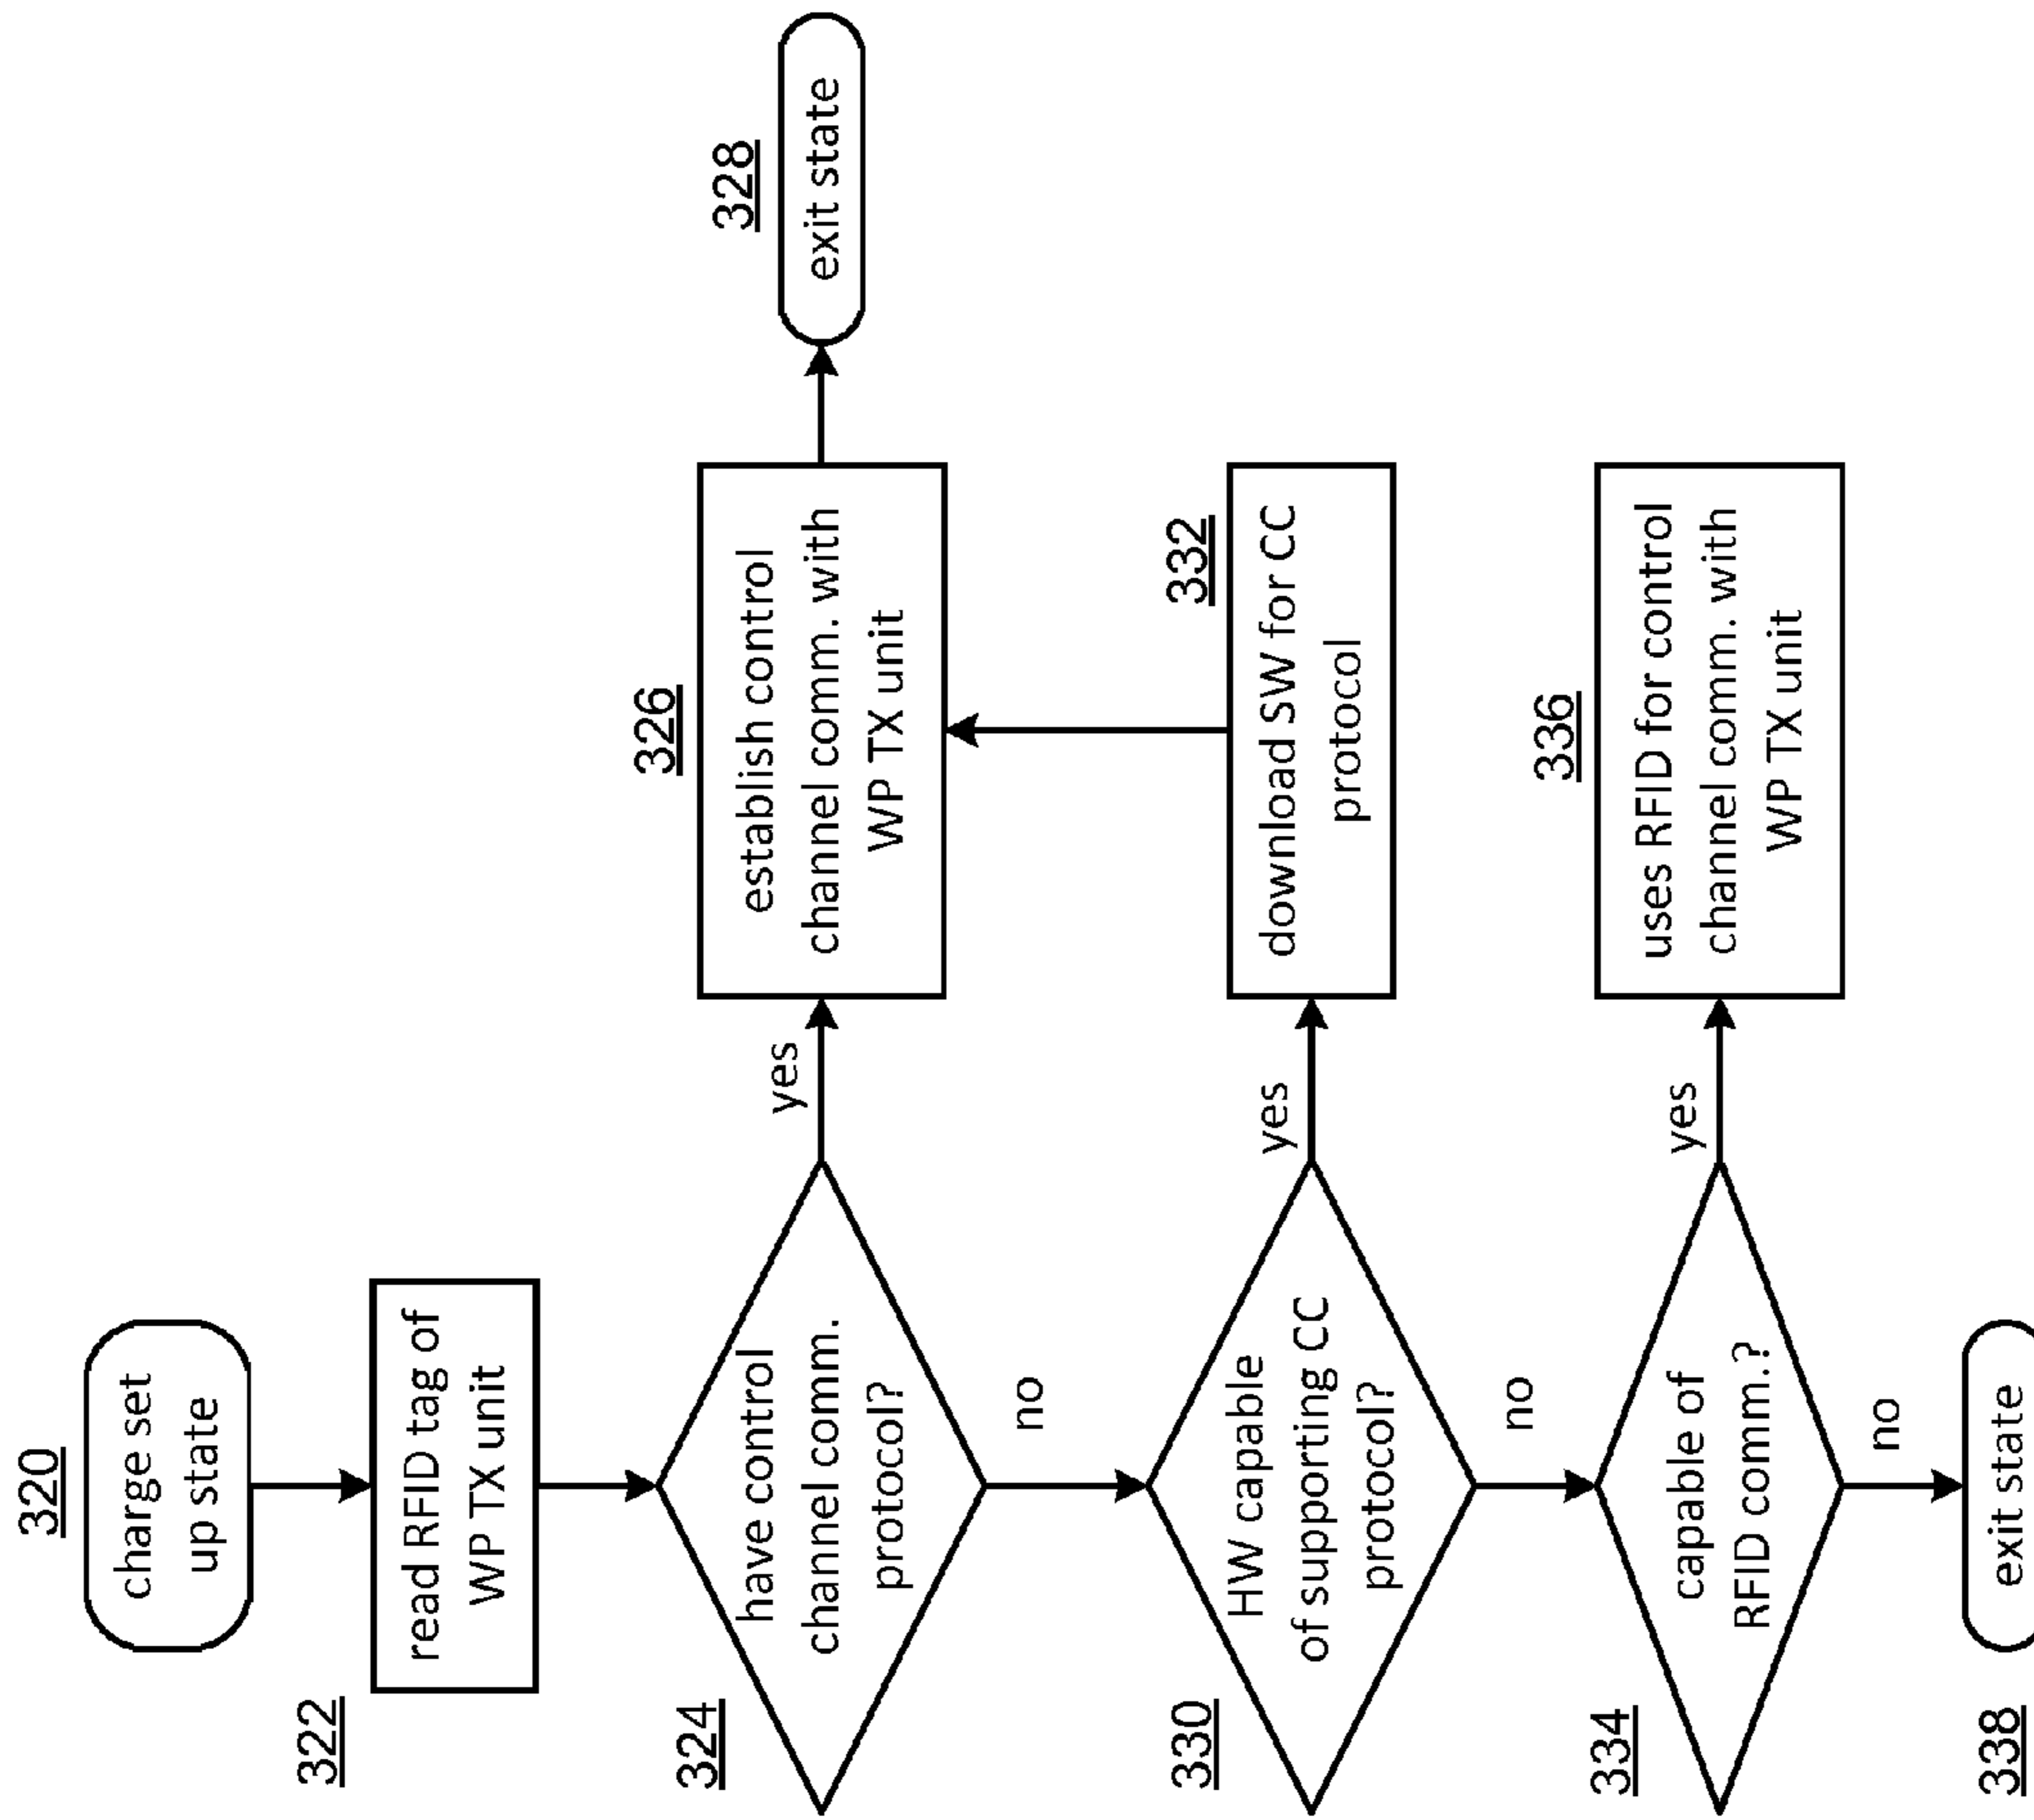 320
charge set
up state
322
read RFID tag of
WP TX unit
324
have control
channel comm.
protocol?
yes
no
326
establish control
channel comm. with
WP TX unit
328
exit state
330
HW capable
of supporting CC
protocol?
yes
no
332
download SW for CC
protocol
334
capable of
RFID comm.?
yes
no
336
uses RFID for control
channel comm. with
WP TX unit
338
exit state